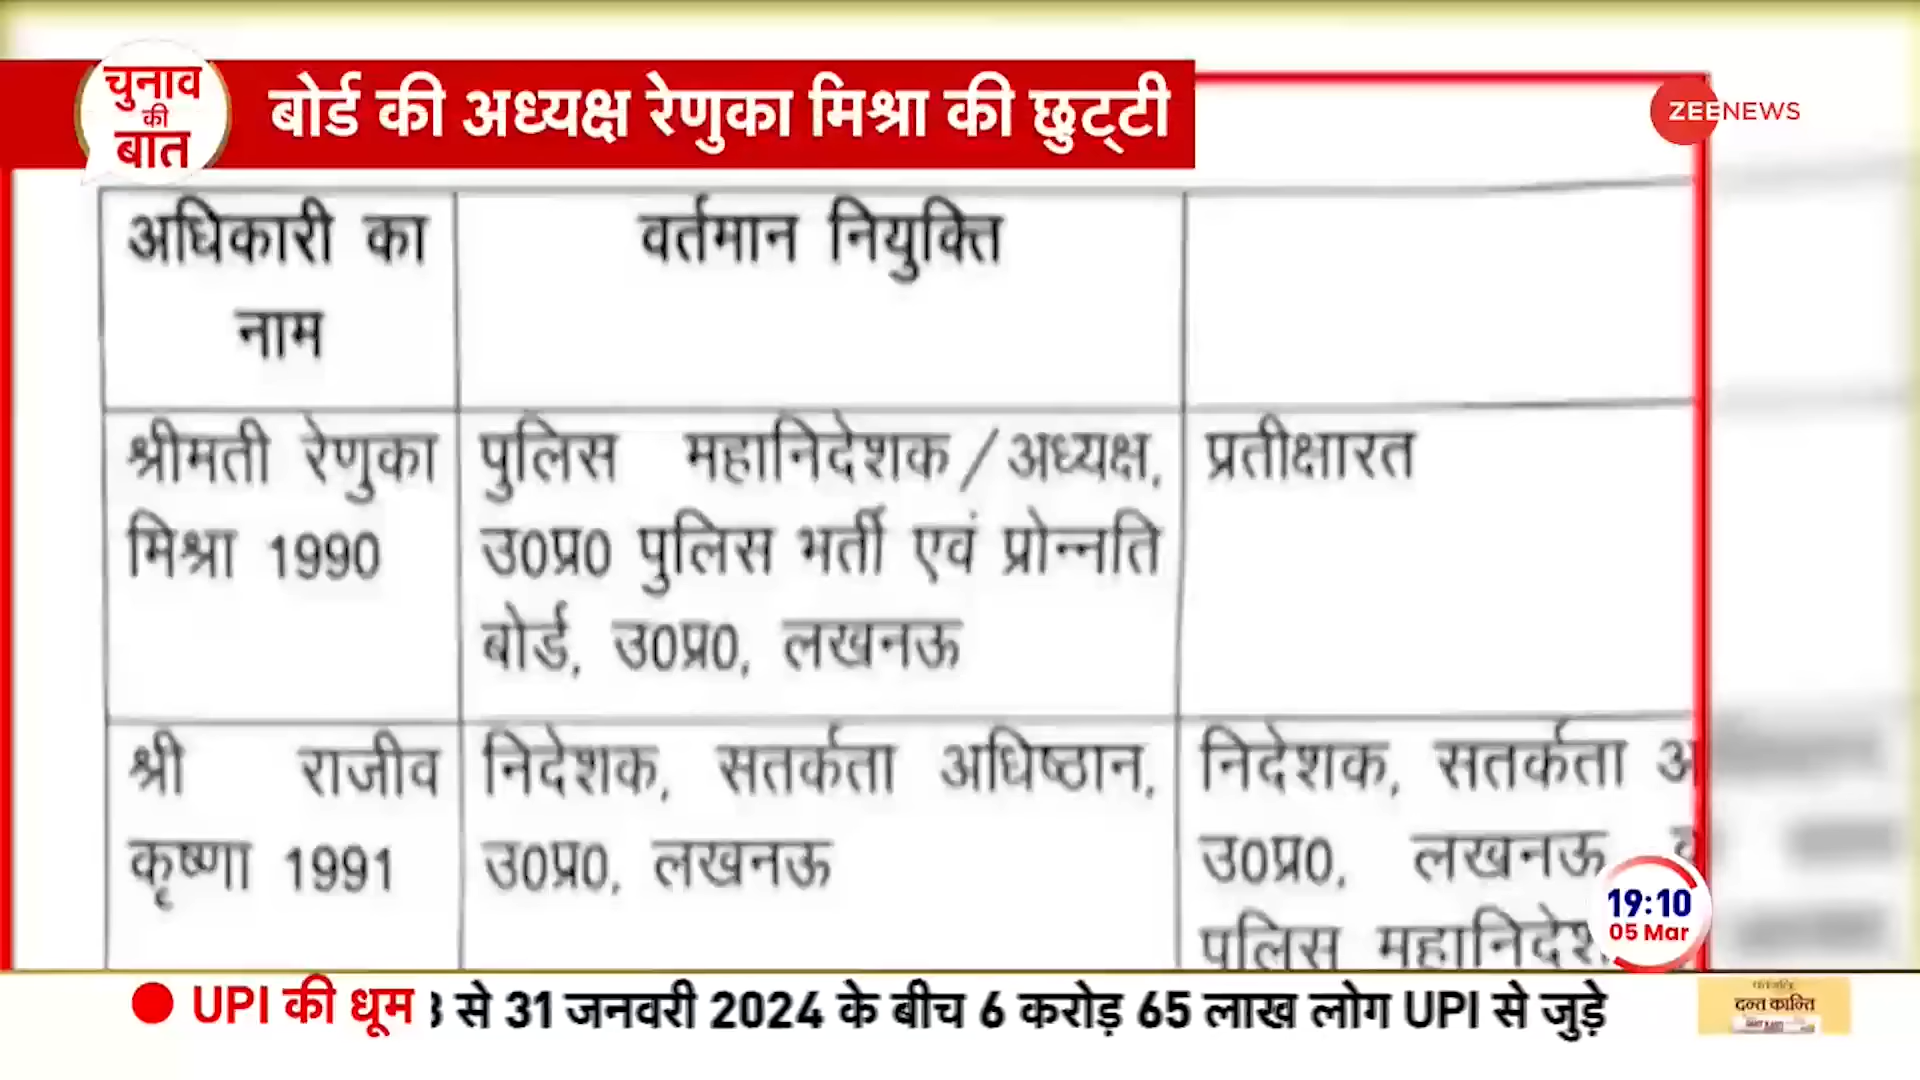 चुनाव
की
बात
बोर्ड की अध्यक्ष रेणुका मिश्रा की छुट्टी
ZEENEWS
अधिकारी का
नाम
वर्तमान नियुक्ति
श्रीमती रेणुका
मिश्रा 1990
पुलिस महानिदेशक/अध्यक्ष,
उ0प्र0 पुलिस भर्ती एवं प्रोन्नति
बोर्ड, उ0प्र0, लखनऊ
प्रतीक्षारत
श्री राजीव
कृष्णा 1991
निदेशक, सतर्कता अधिष्ठान,
उ0प्र0, लखनऊ
निदेशक, सतर्कता
उ0प्र0, लखनऊ
पुलिस
19:10
05 Mar
UPI की धूम
से 31 जनवरी 2024 के बीच 6 करोड़ 65 लाख लोग UPI से जुड़े
दन्त कान्ति